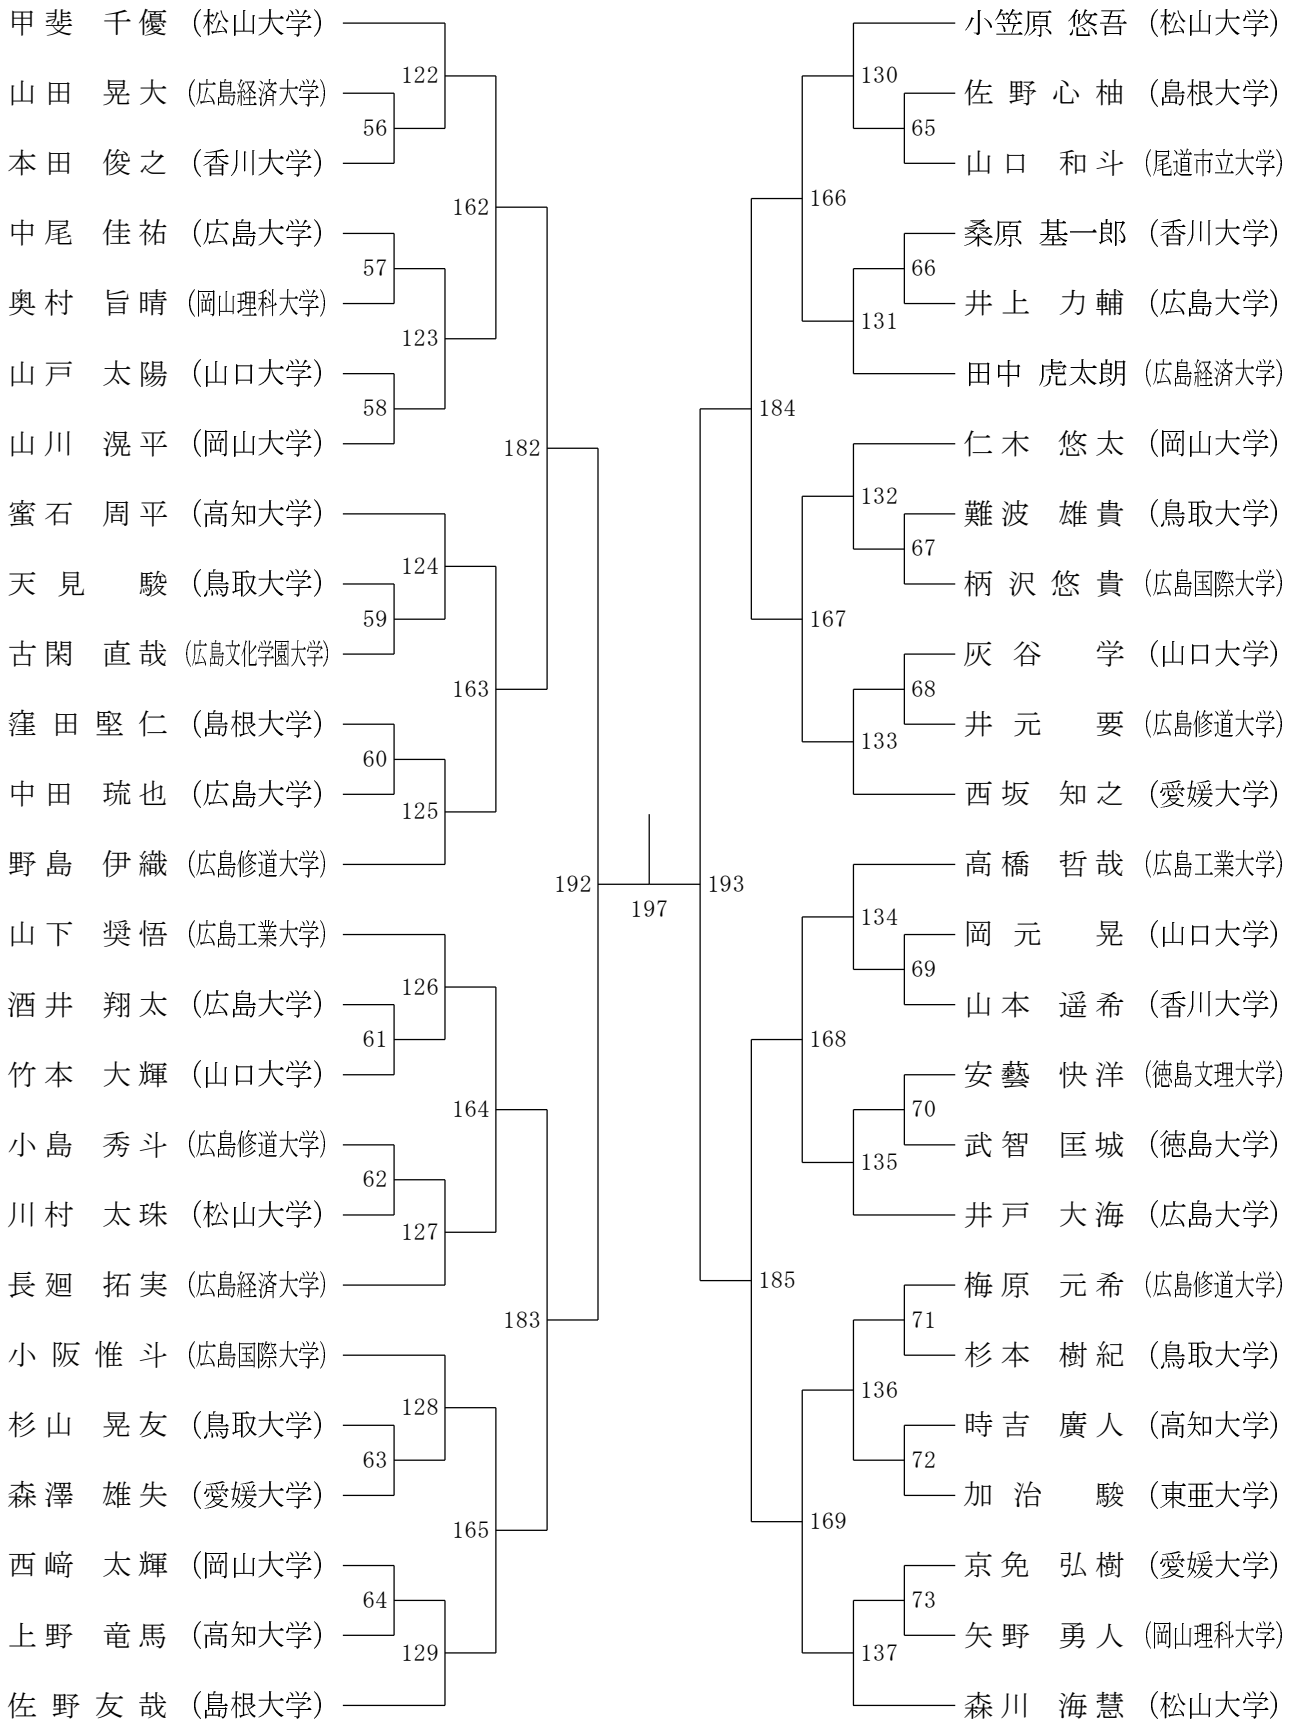 甲斐 千優 (松山大学)
122
山田 晃大 (広島経済大学)
56
本田 俊之 (香川大学)
162
中尾 佳祐 (広島大学)
57
奥村 旨晴 (岡山理科大学)
123
山戸 太陽 (山口大学)
58
山川 滉平 (岡山大学)
182
蜜石 周平 (高知大学)
124
天見 駿 (鳥取大学)
59
古閑 直哉 (広島文化学園大学)
163
窪田堅仁 (島根大学)
60
中田 琉也 (広島大学)
125
野島 伊織 (広島修道大学)
192
山下 奨悟 (広島工業大学)
126
酒井 翔太 (広島大学)
61
竹本 大輝 (山口大学)
164
小島 秀斗 (広島修道大学)
62
川村 太珠 (松山大学)
127
長廻 拓実 (広島経済大学)
183
小阪惟斗 (広島国際大学)
128
杉山 晃友 (鳥取大学)
63
森澤 雄失 (愛媛大学)
165
西﨑 太輝 (岡山大学)
64
上野 竜馬 (高知大学)
129
佐野友哉 (島根大学)
197
小笠原 悠吾 (松山大学)
130
佐野心柚 (島根大学)
65
山口 和斗 (尾道市立大学)
166
桑原 基一郎 (香川大学)
66
井上 力輔 (広島大学)
131
田中 虎太朗 (広島経済大学)
184
仁木 悠太 (岡山大学)
132
難波 雄貴 (鳥取大学)
67
柄沢悠貴 (広島国際大学)
167
灰谷 学 (山口大学)
68
井元 要 (広島修道大学)
133
西坂 知之 (愛媛大学)
193
高橋 哲哉 (広島工業大学)
134
岡元 晃 (山口大学)
69
山本 遥希 (香川大学)
168
安藝 快洋 (徳島文理大学)
70
武智 匡城 (徳島大学)
135
井戸 大海 (広島大学)
185
梅原 元希 (広島修道大学)
71
杉本 樹紀 (鳥取大学)
136
時吉 廣人 (高知大学)
72
加治 駿 (東亜大学)
169
京免 弘樹 (愛媛大学)
73
矢野 勇人 (岡山理科大学)
137
森川 海慧 (松山大学)